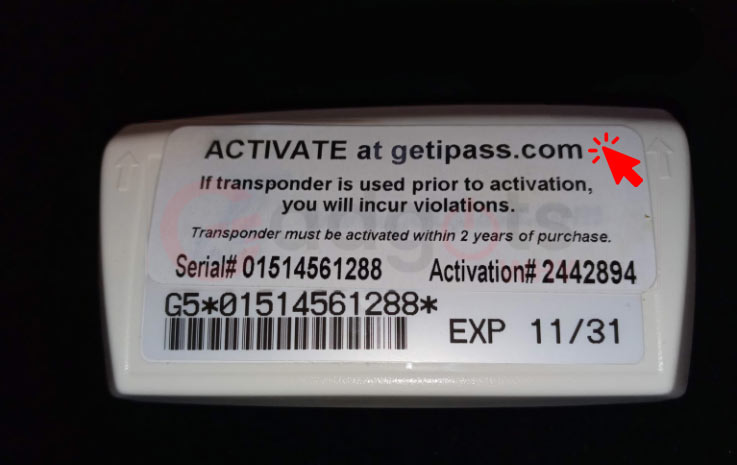 ACTIVATE at getipass.com
If transponder is used prior to activation,
you will incur violations.
Transponder must be activated within 2 years of purchase.
Serial# 01514561288 Activation# 2442894
G5*01514561288*
EXP 11/31